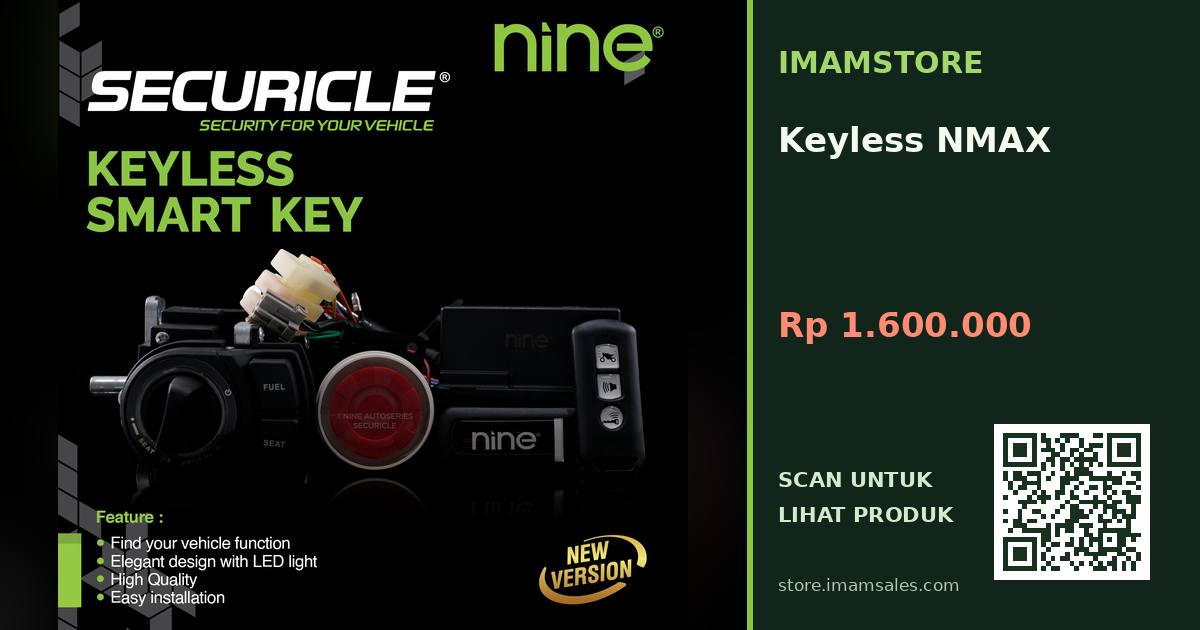 nine®
SECURICLE®
SECURITY FOR YOUR VEHICLE
KEYLESS
SMART KEY
nine
FUEL
SEAT
NINE AUTOSERIES
SECURICLE
nine
SEAT
Feature :
Find your vehicle function
Elegant design with LED light
High Quality
Easy installation
NEW
VERSION
IMAMSTORE
Keyless NMAX
Rp 1.600.000
SCAN UNTUK
LIHAT PRODUK
store.imamsales.com